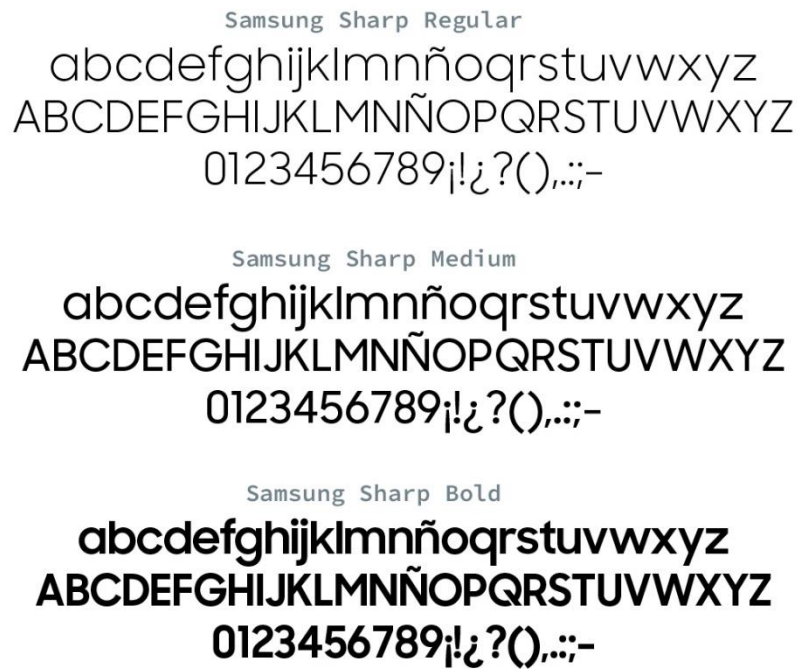 Samsung Sharp Regular
abcdefghijklmnñoqrstuvwxyz
ABCDEFGHIJKLMNÑOPQRSTUVWXYZ
0123456789¡!¿?(),.:;-
Samsung Sharp Medium
abcdefghijklmnñoqrstuvwxyz
ABCDEFGHIJKLMNÑOPQRSTUVWXYZ
0123456789¡!¿?(),.:;-
Samsung Sharp Bold
abcdefghijklmnñoqrstuvwxyz
ABCDEFGHIJKLMNÑOPQRSTUVWXYZ
0123456789¡!¿?(),.:;-